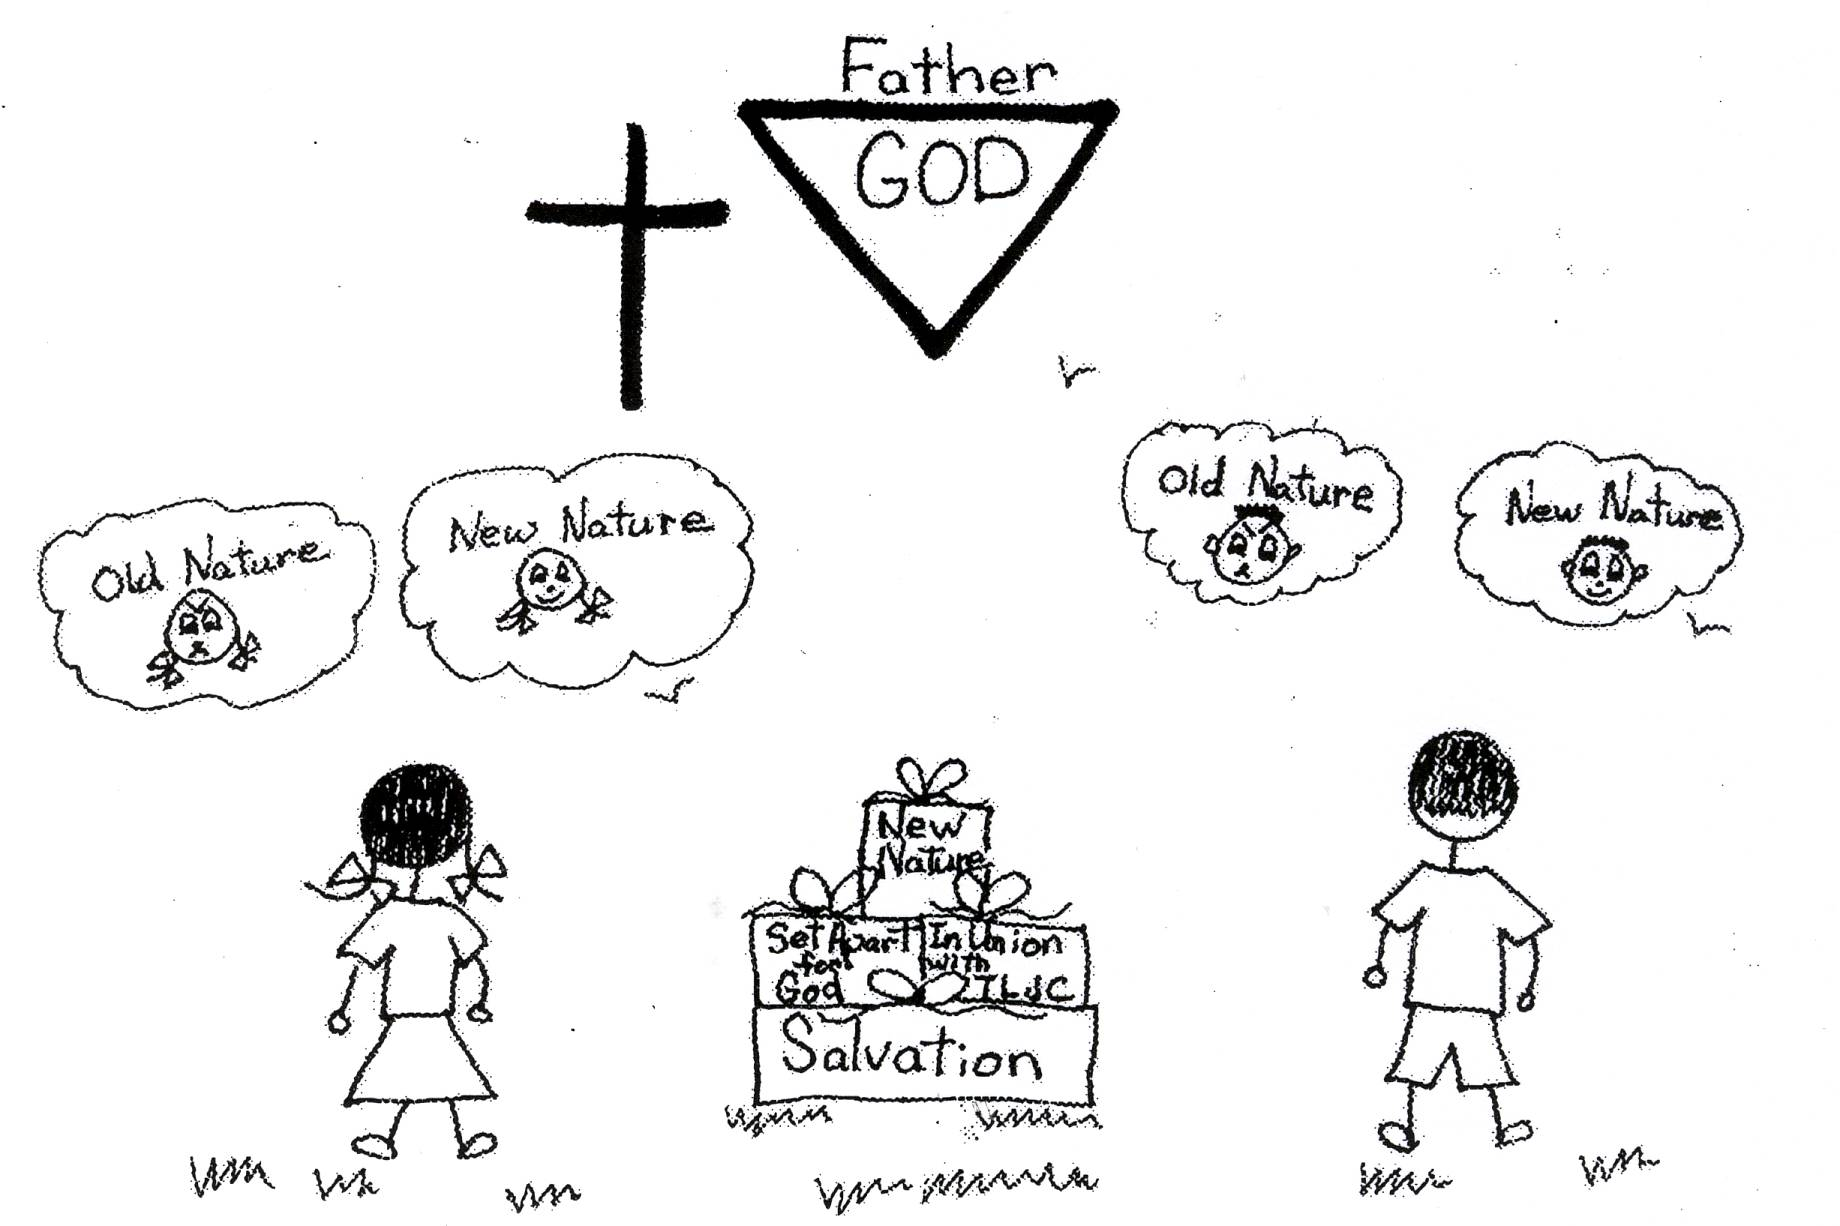 Father
GOD
Old Nature
New Nature
Old Nature
New Nature
New
Nature
Set Apart
for
God
In Union
with
TLJC
Salvation